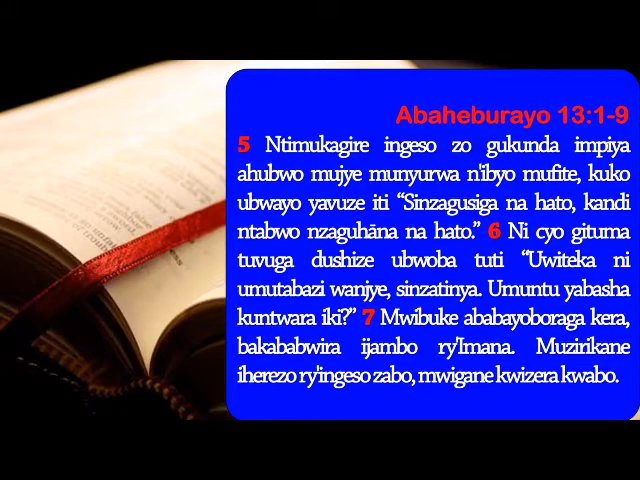 Abaheburayo 13:1-9
5 Ntimukagire ingeso zo gukunda impiya
ahubwo mujye munyurwa n'ibyo mufite, kuko
ubwayo yavuze iti “Sinzagusiga na hato, kandi
ntabwo nzaguhāna na hato.” 6 Ni cyo gituma
tuvuga dushize ubwoba tuti “Uwiteka ni
umutabazi wanjye, sinzatinya. Umuntu yabasha
kuntwara iki?” 7 Mwibuke ababayoboraga kera,
bakababwira ijambo ry'Imana. Muzirikane
iherezo ry'ingeso zabo, mwigane kwizera kwabo.